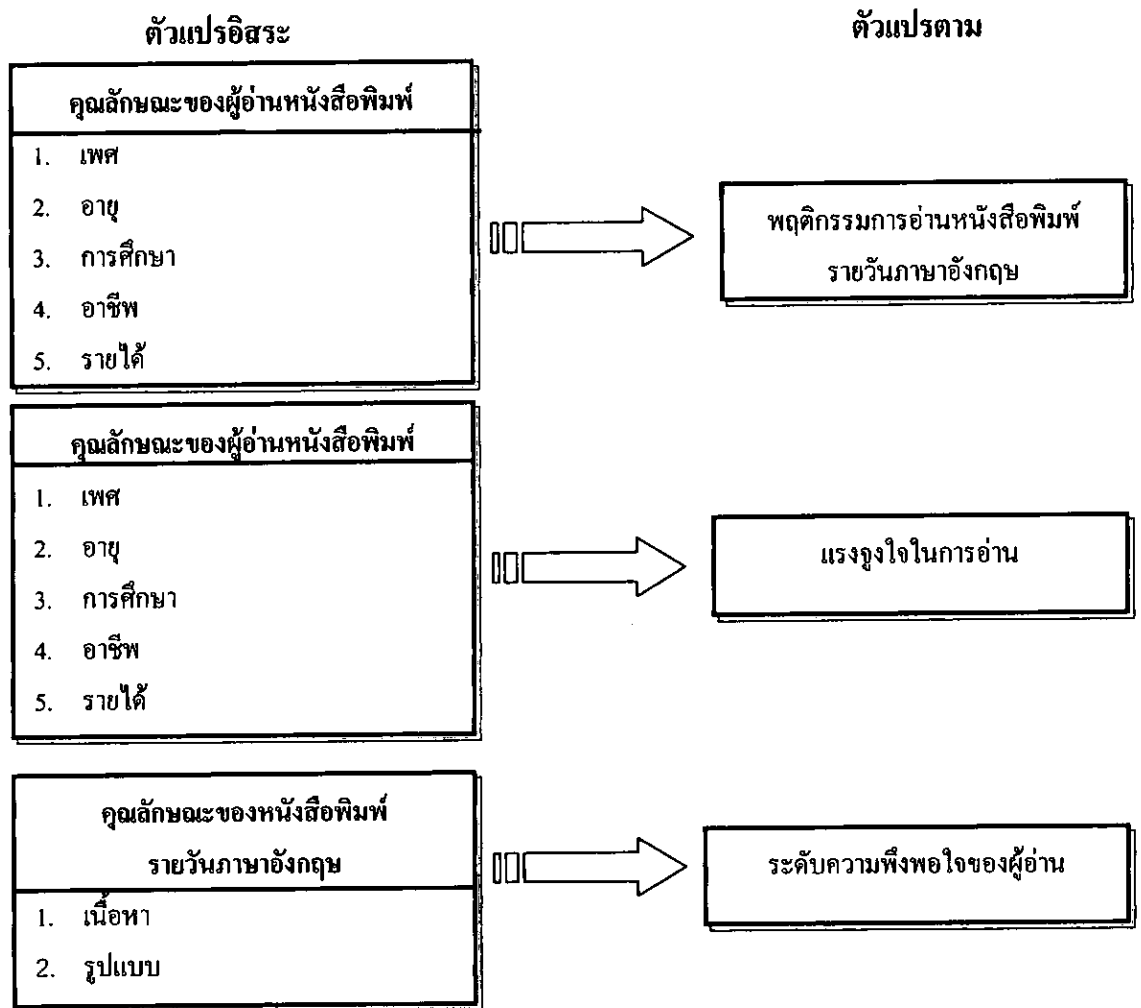 ตัวแปรอิสระ
ตัวแปรตาม
คุณลักษณะของผู้อ่านหนังสือพิมพ์
1. เพศ
2. อายุ
3. การศึกษา
4. อาชีพ
5. รายได้
พฤติกรรมการอ่านหนังสือพิมพ์
รายวันภาษาอังกฤษ
คุณลักษณะของผู้อ่านหนังสือพิมพ์
1. เพศ
2. อายุ
3. การศึกษา
4. อาชีพ
5. รายได้
แรงจูงใจในการอ่าน
คุณลักษณะของหนังสือพิมพ์
รายวันภาษาอังกฤษ
1. เนื้อหา
2. รูปแบบ
ระดับความพึงพอใจของผู้อ่าน